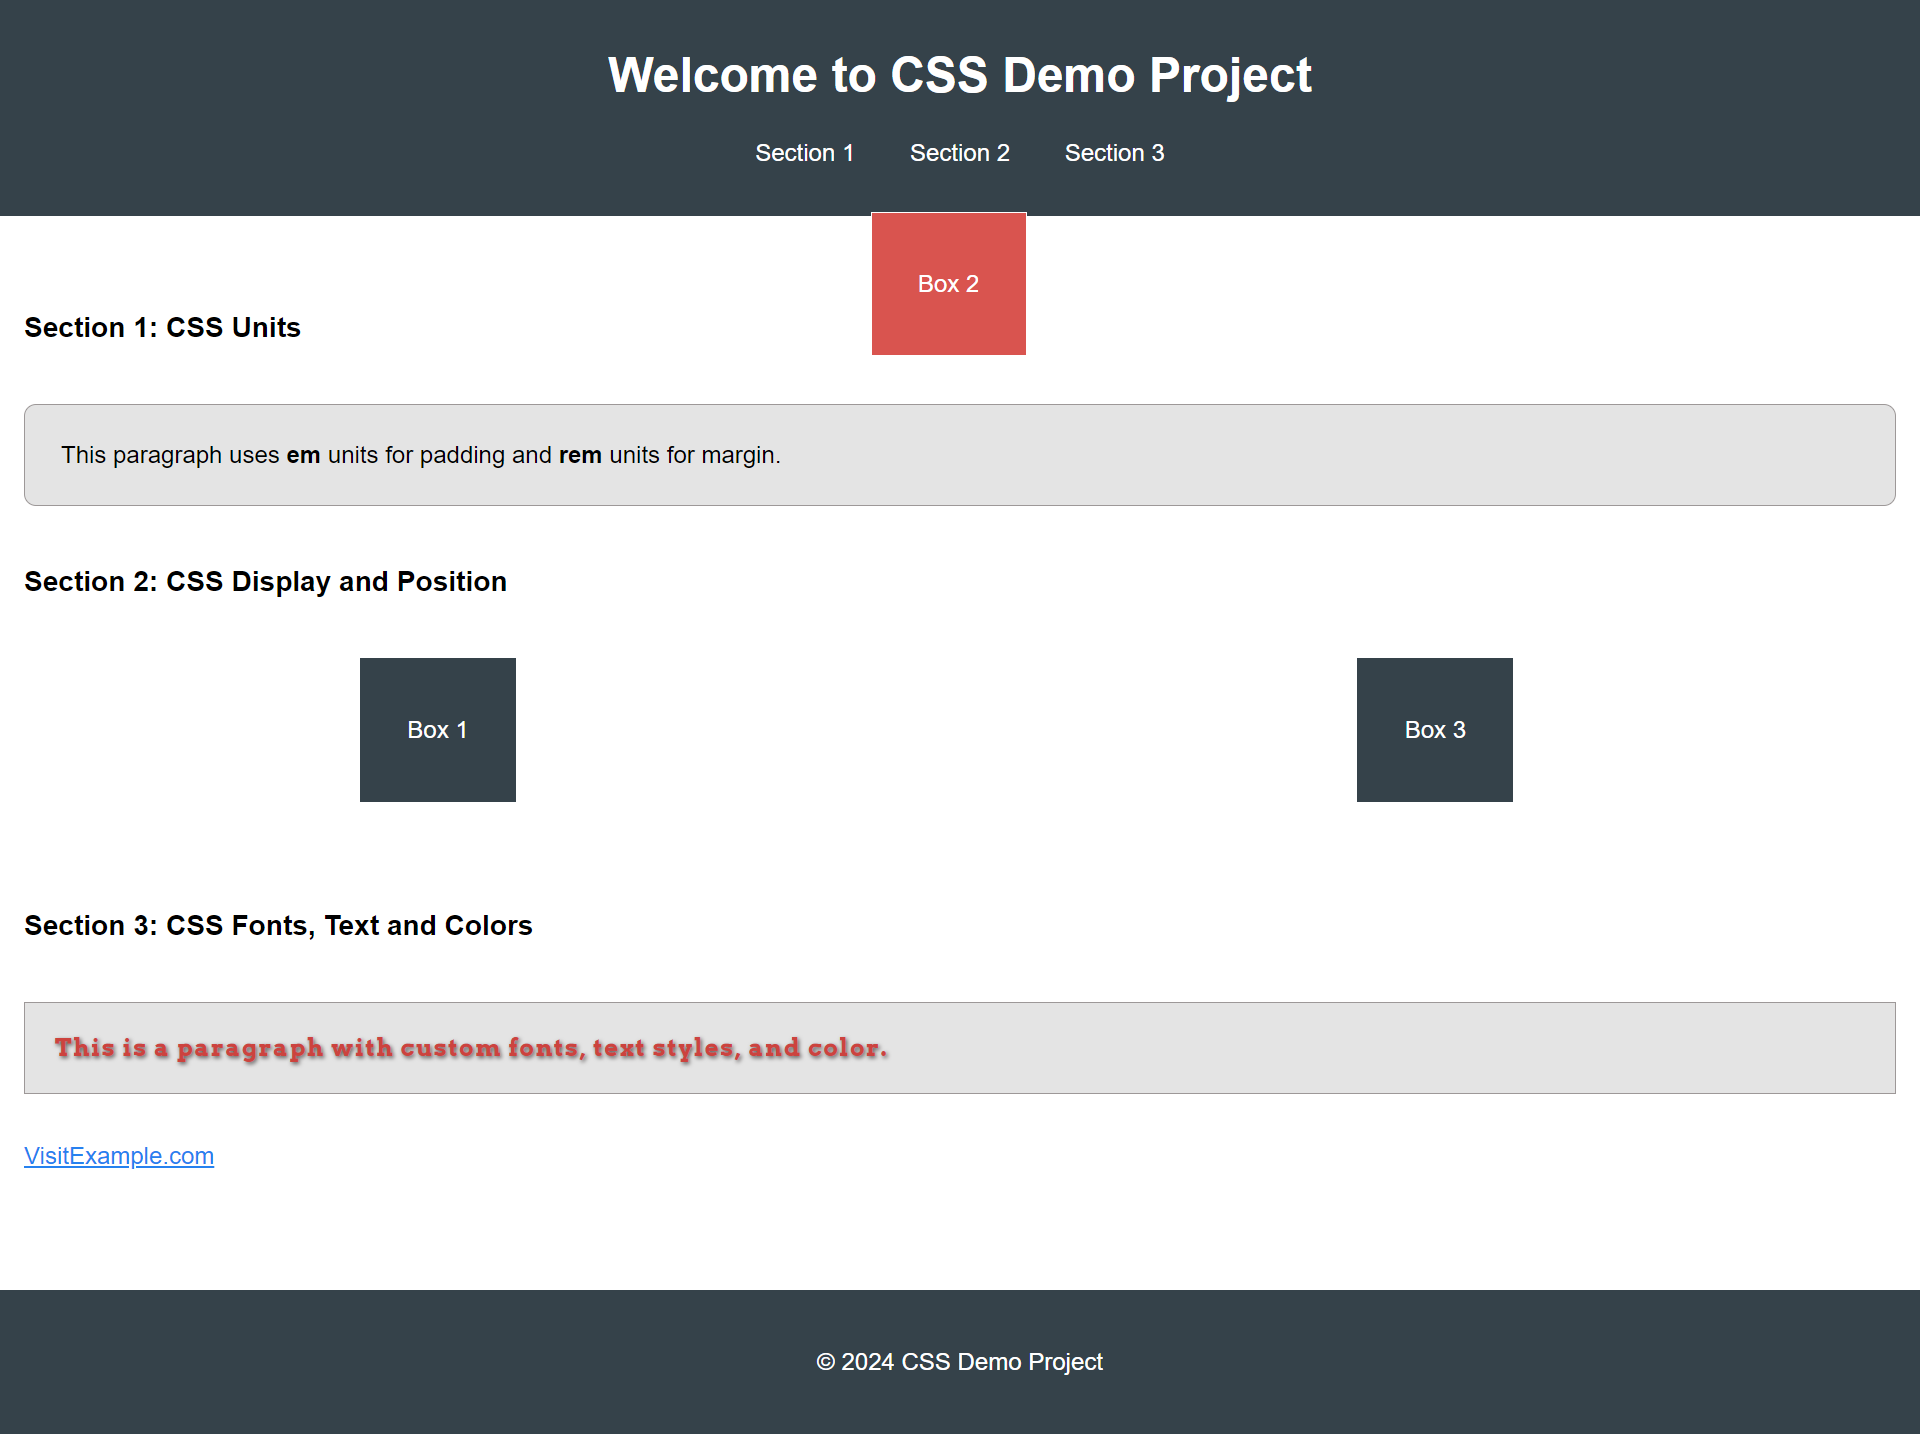 Welcome to CSS Demo Project
Section 1 Section 2 Section 3
Box 2
Section 1: CSS Units
This paragraph uses em units for padding and rem units for margin.
Section 2: CSS Display and Position
Box 1 Box 3
Section 3: CSS Fonts, Text and Colors
This is a paragraph with custom fonts, text styles, and color.
VisitExample.com
© 2024 CSS Demo Project